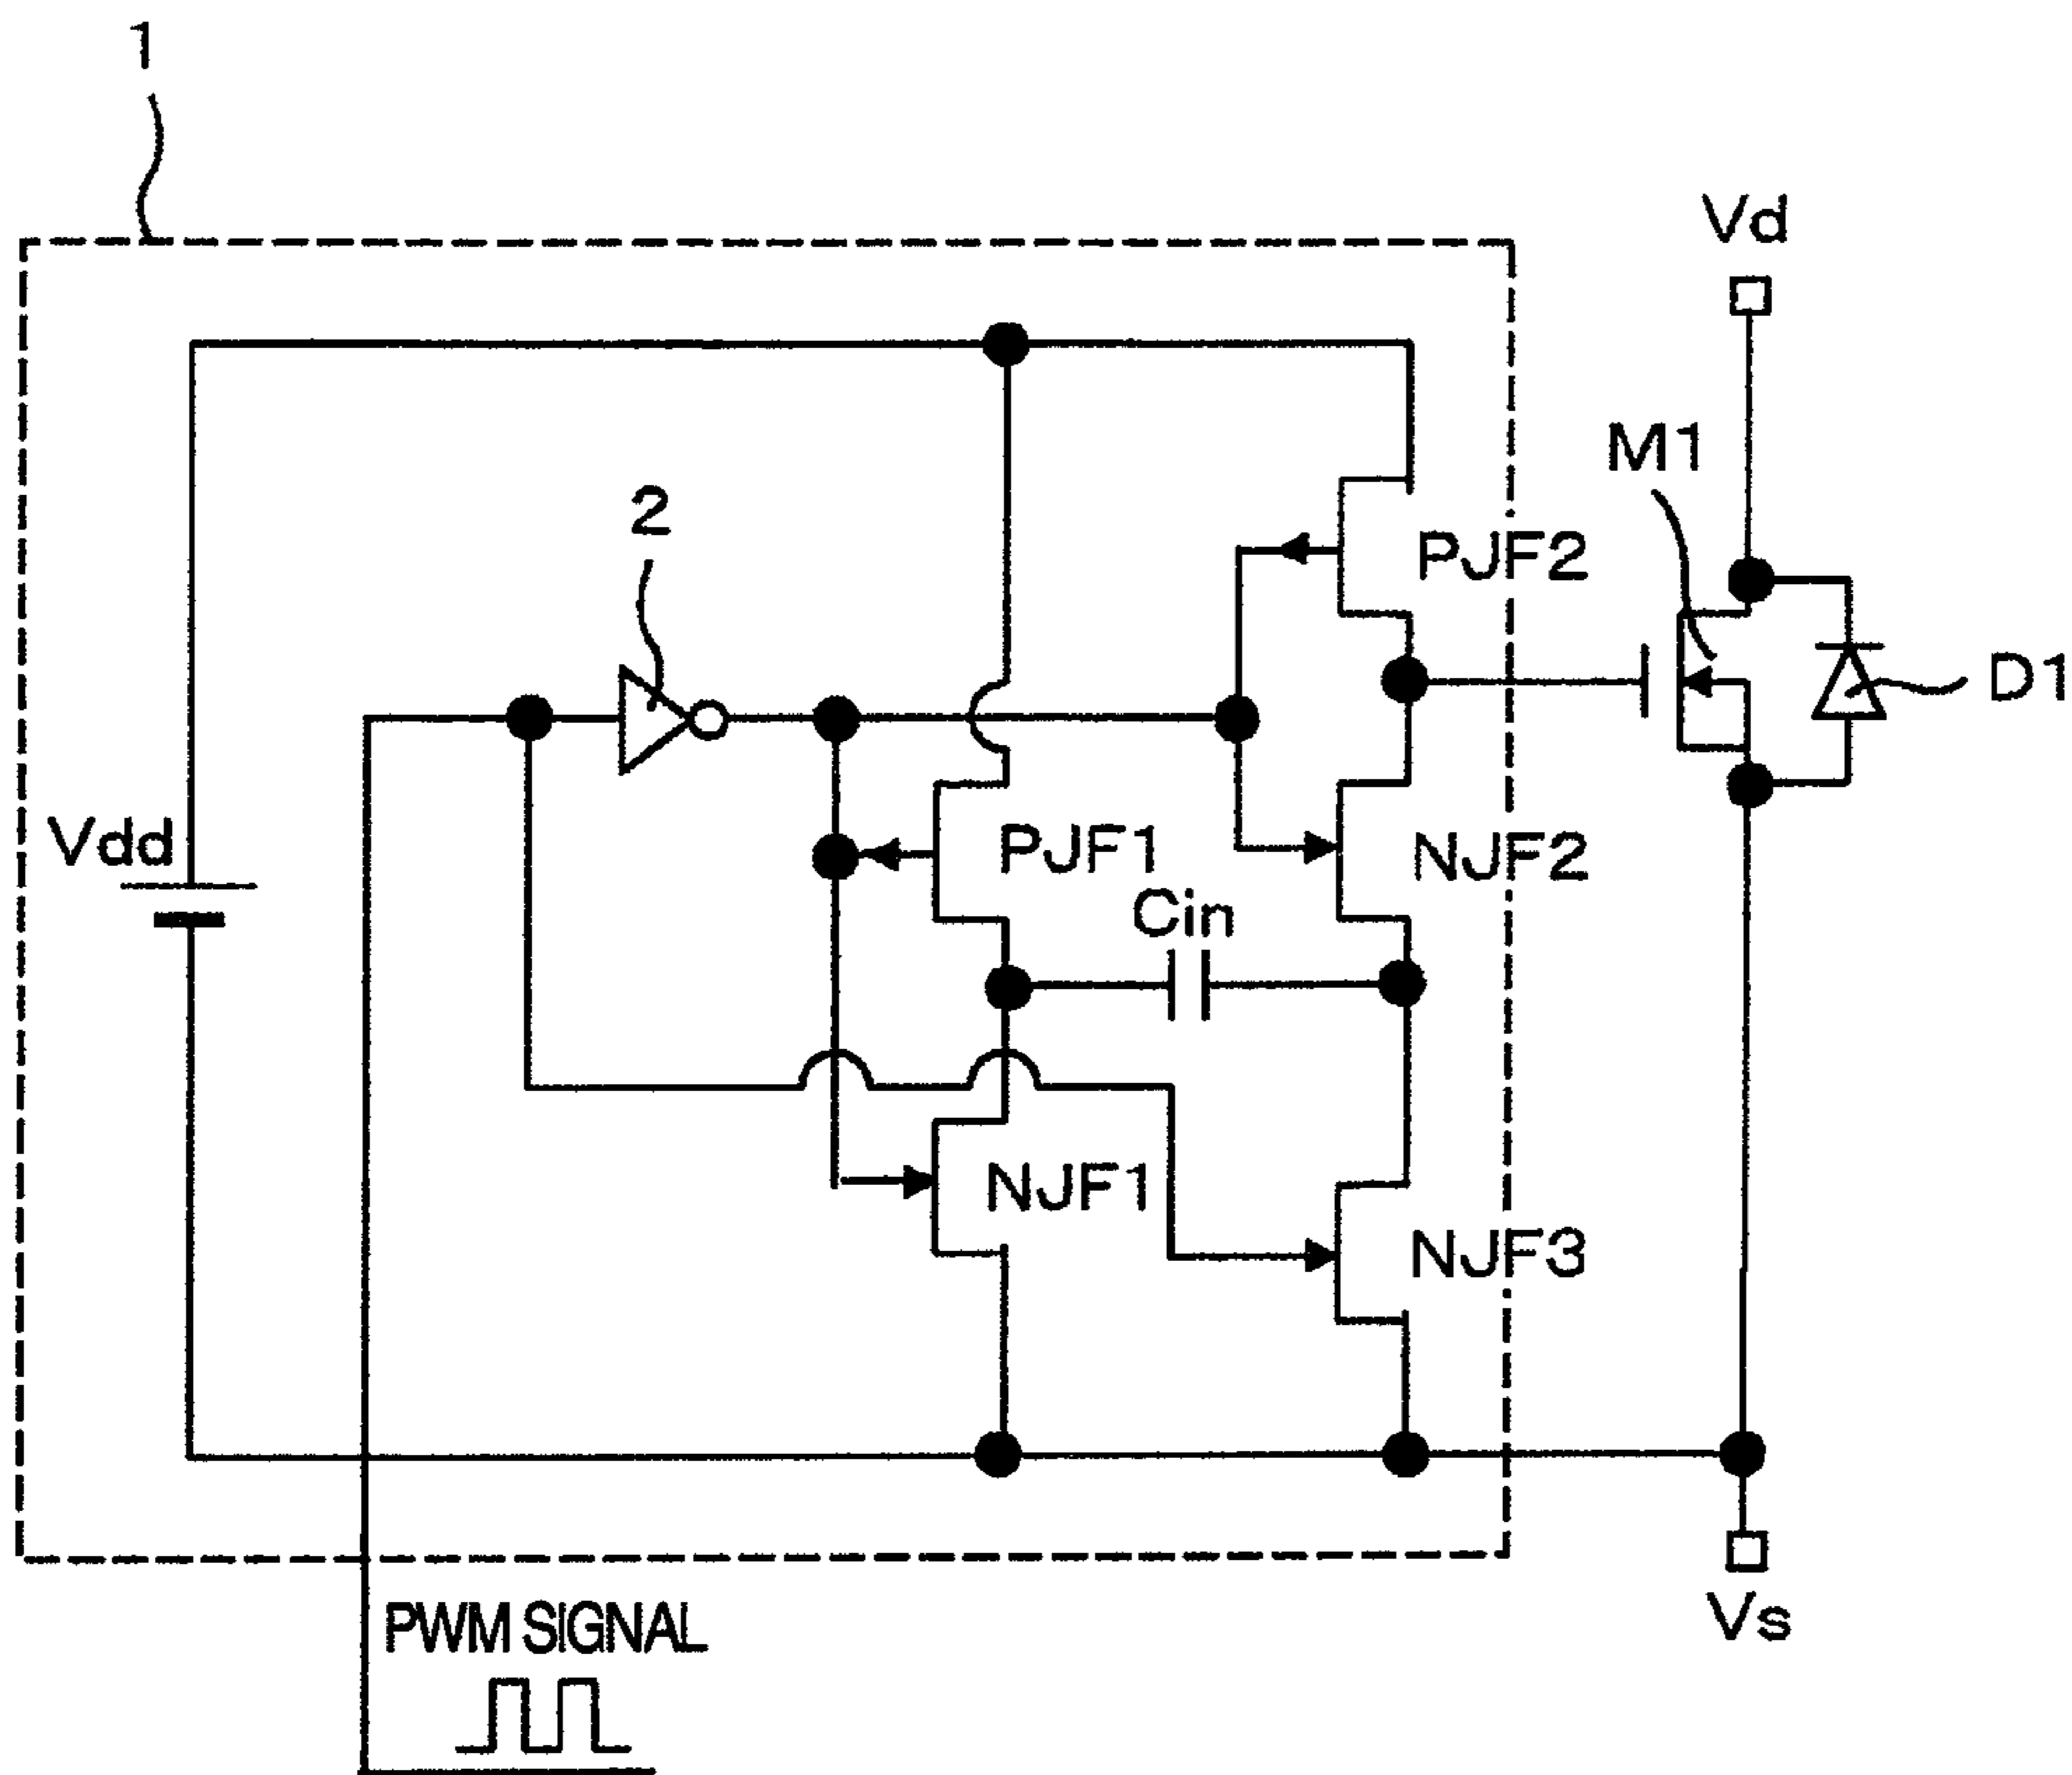 1
Vd
M1
2
PJF2
D1
Vdd
PJF1
NJF2
Cin
NJF1
NJF3
PWM SIGNAL
Vs